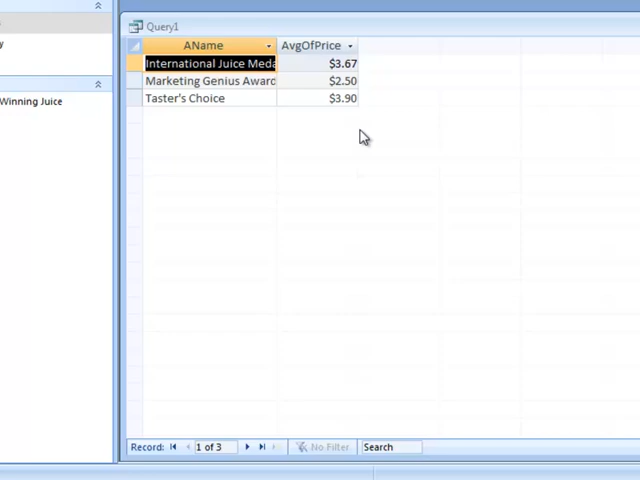 Query1
AName AvgOfPrice
International Juice Meda $3.67
Marketing Genius Award $2.50
Taster's Choice $3.90
Winning Juice
Record: 1 of 3 No Filter Search